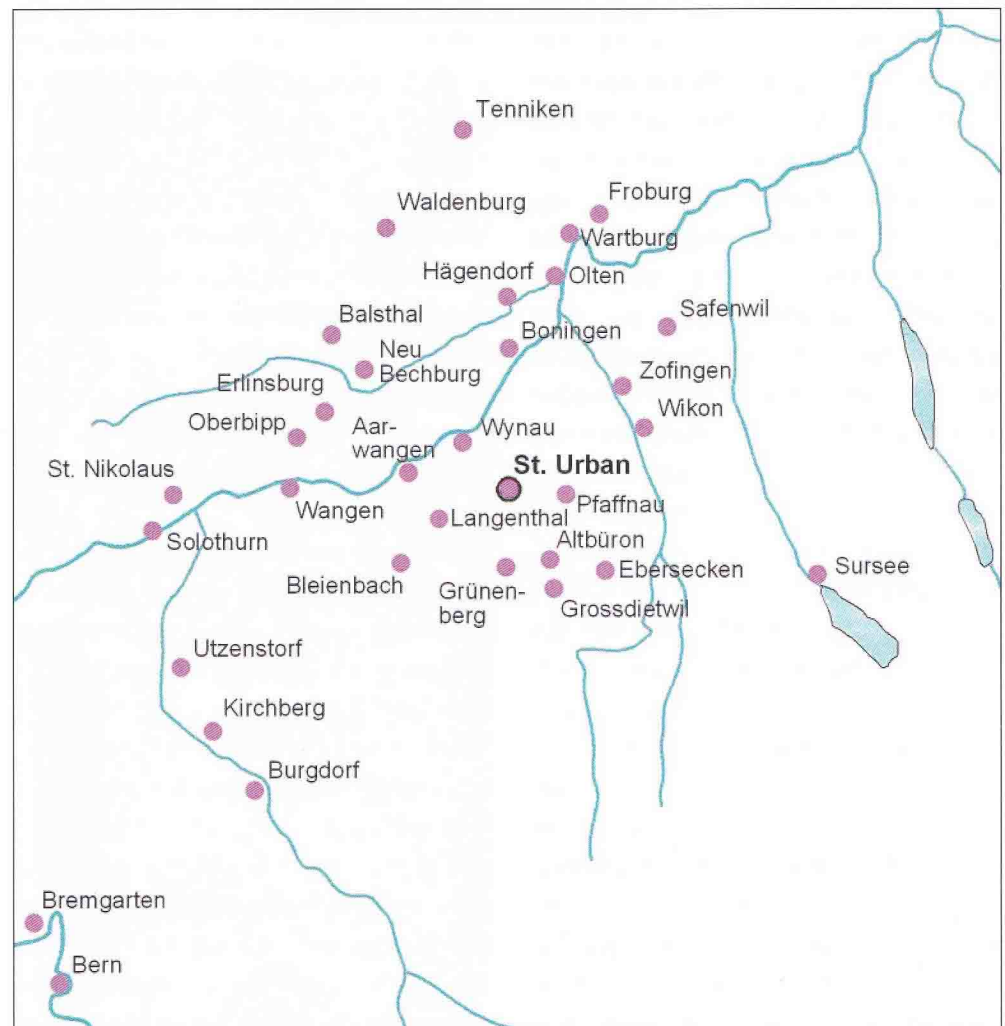 Tenniken
Waldenburg
Froburg
Wartburg
Hägendorf
Olten
Balsthal
Safenwil
Boningen
Neu
Bechburg
Erlinsburg
Zofingen
Oberbipp
Aar-
wangen
Wynau
Wikon
St. Nikolaus
St. Urban
Wangen
Pfaffnau
Langenthal
Solothurn
Altbüron
Bleienbach
Grünen-
berg
Ebersecken
Sursee
Grossdietwil
Utzenstorf
Kirchberg
Burgdorf
Bremgarten
Bern